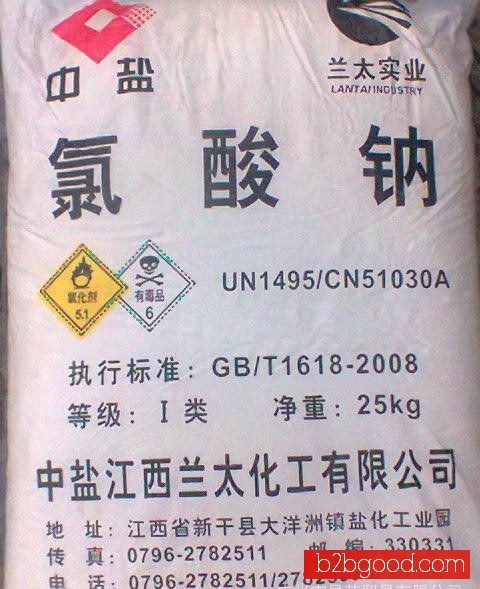 中盐
兰太实业
LANTAI INDUSTRY
氯酸钠
氧化剂
5.1
有毒品
6
UN1495/CN51030A
执行标准：GB/T1618-2008
等级：I类 净重：25kg
中盐江西兰太化工有限公司
地址：江西省新干县大洋洲镇盐化工业园
传真：0796-2782511 邮编：330331
电话：0796-2782511/2782
b2bgood.com